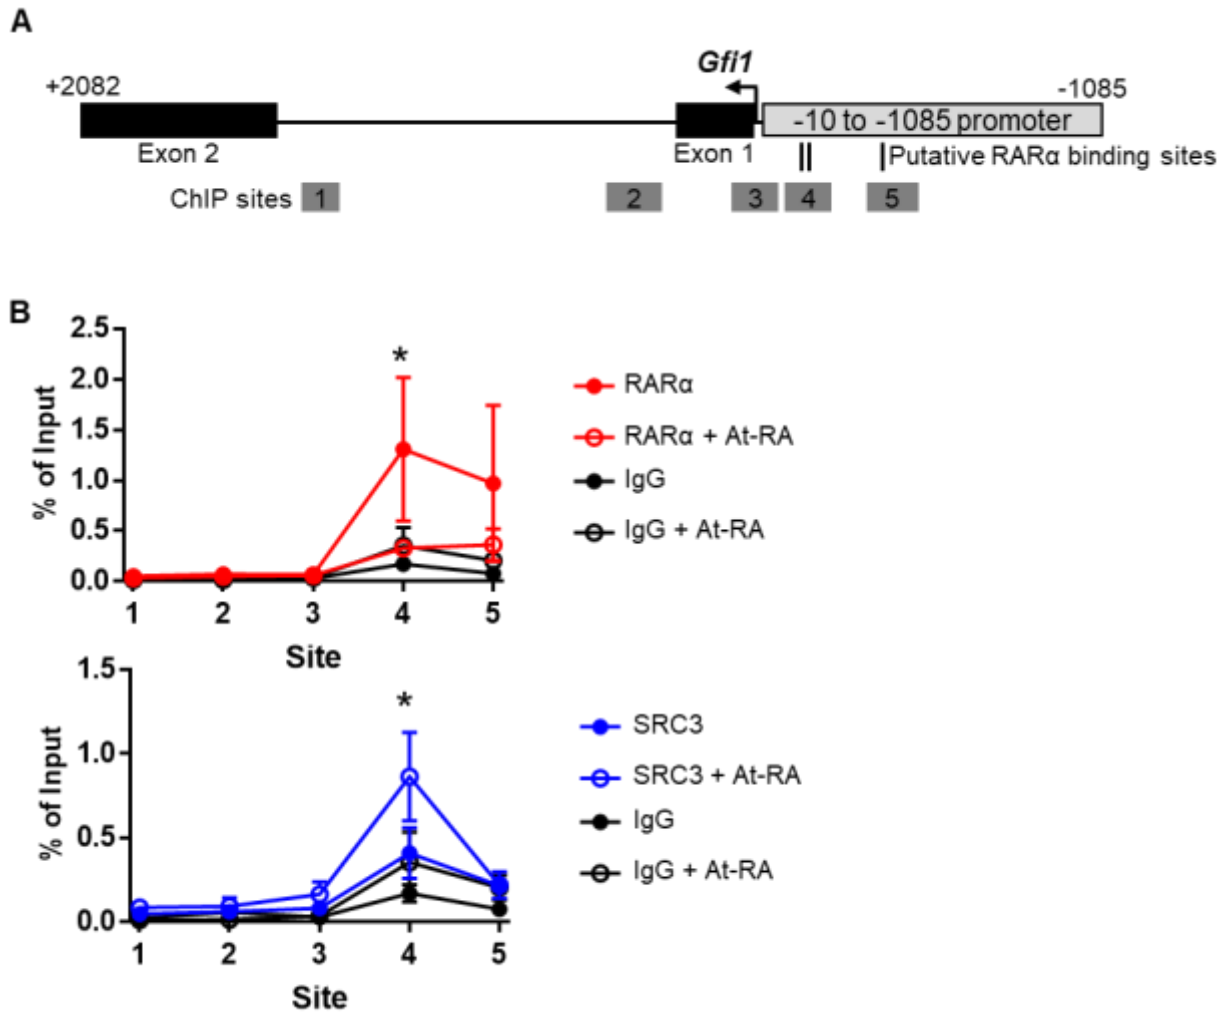 A
Gfi1
+2082
-1085
-10 to -1085 promoter
Exon 2
Exon 1
Putative RARα binding sites
ChIP sites 1 2 3 4 5
B
2.5
2.0
1.5
1.0
0.5
0.0
% of Input
*
1 2 3 4 5
Site
RARα
RARα + At-RA
IgG
IgG + At-RA
1.5
1.0
0.5
0.0
% of Input
*
1 2 3 4 5
Site
SRC3
SRC3 + At-RA
IgG
IgG + At-RA